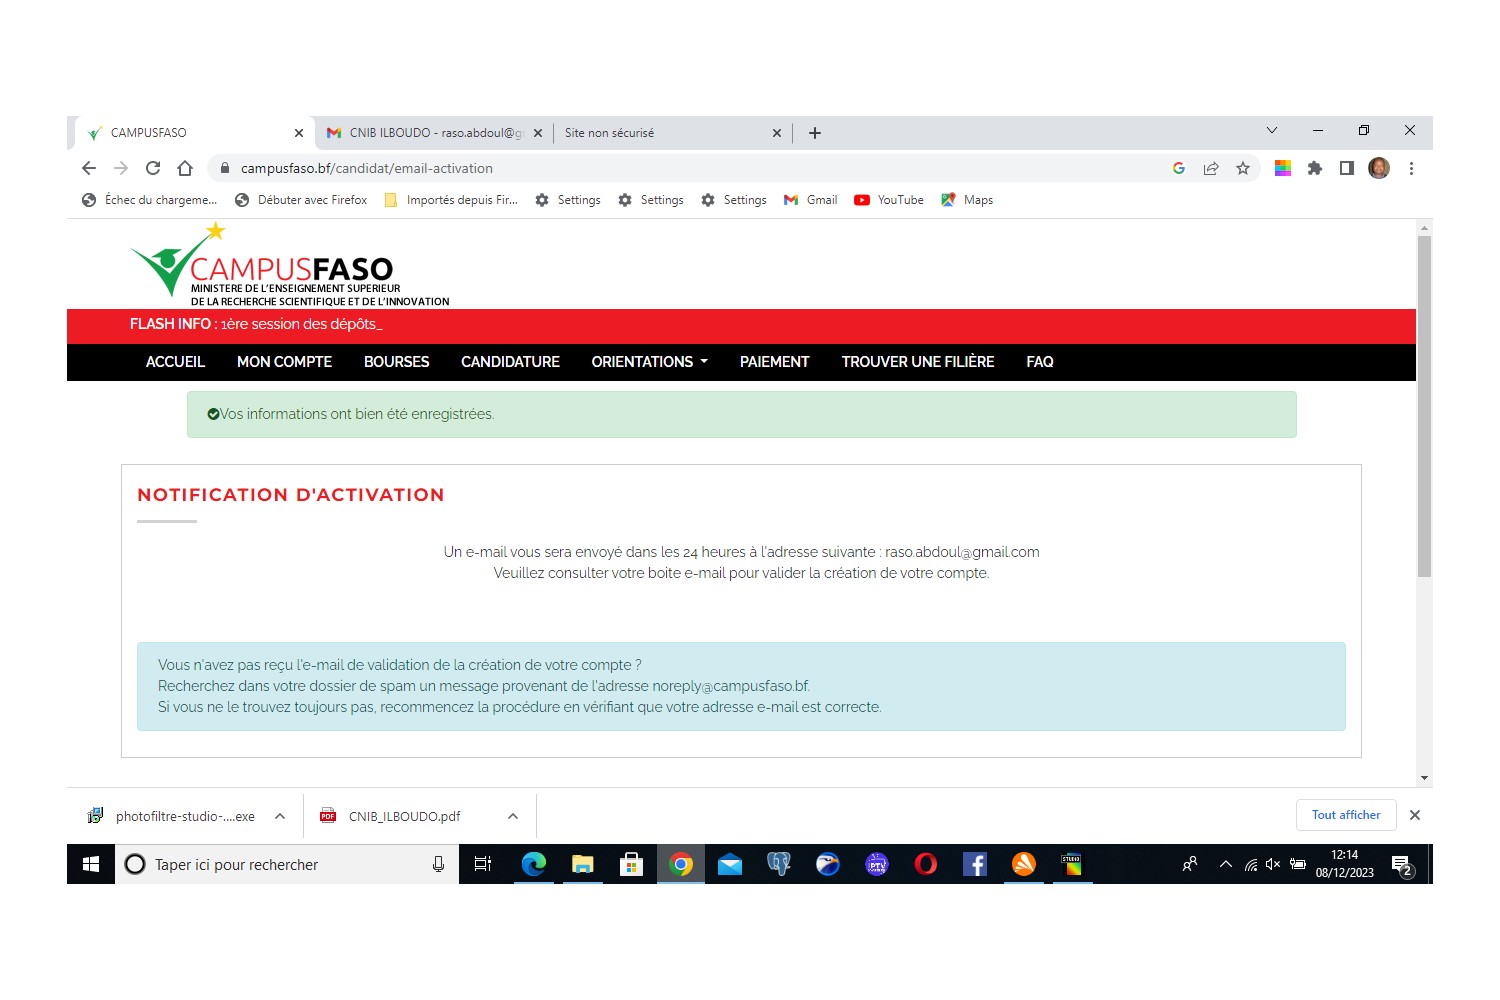 CAMPUSFASO
CNIB ILBOUDO - raso.abdoul@g
Site non sécurisé
campusfaso.bf/candidat/email-activation
Échec du chargeme...
Débuter avec Firefox
Importés depuis Fir...
Settings
Settings
Settings
Gmail
YouTube
Maps
CAMPUSFASO
MINISTERE DE L'ENSEIGNEMENT SUPERIEUR
DE LA RECHERCHE SCIENTIFIQUE ET DE L'INNOVATION
FLASH INFO : 1ère session des dépôts_
ACCUEIL
MON COMPTE
BOURSES
CANDIDATURE
ORIENTATIONS
PAIEMENT
TROUVER UNE FILIÈRE
FAQ
Vos informations ont bien été enregistrées.
NOTIFICATION D'ACTIVATION
Un e-mail vous sera envoyé dans les 24 heures à l'adresse suivante : raso.abdoul@gmail.com
Veuillez consulter votre boite e-mail pour valider la création de votre compte.
Vous n'avez pas reçu l'e-mail de validation de la création de votre compte ?
Recherchez dans votre dossier de spam un message provenant de l'adresse noreply@campusfaso.bf.
Si vous ne le trouvez toujours pas, recommencez la procédure en vérifiant que votre adresse e-mail est correcte.
photofiltre-studio-....exe
PDF
CNIB_ILBOUDO.pdf
Tout afficher
Taper ici pour rechercher
STUDIO
12:14
08/12/2023
2